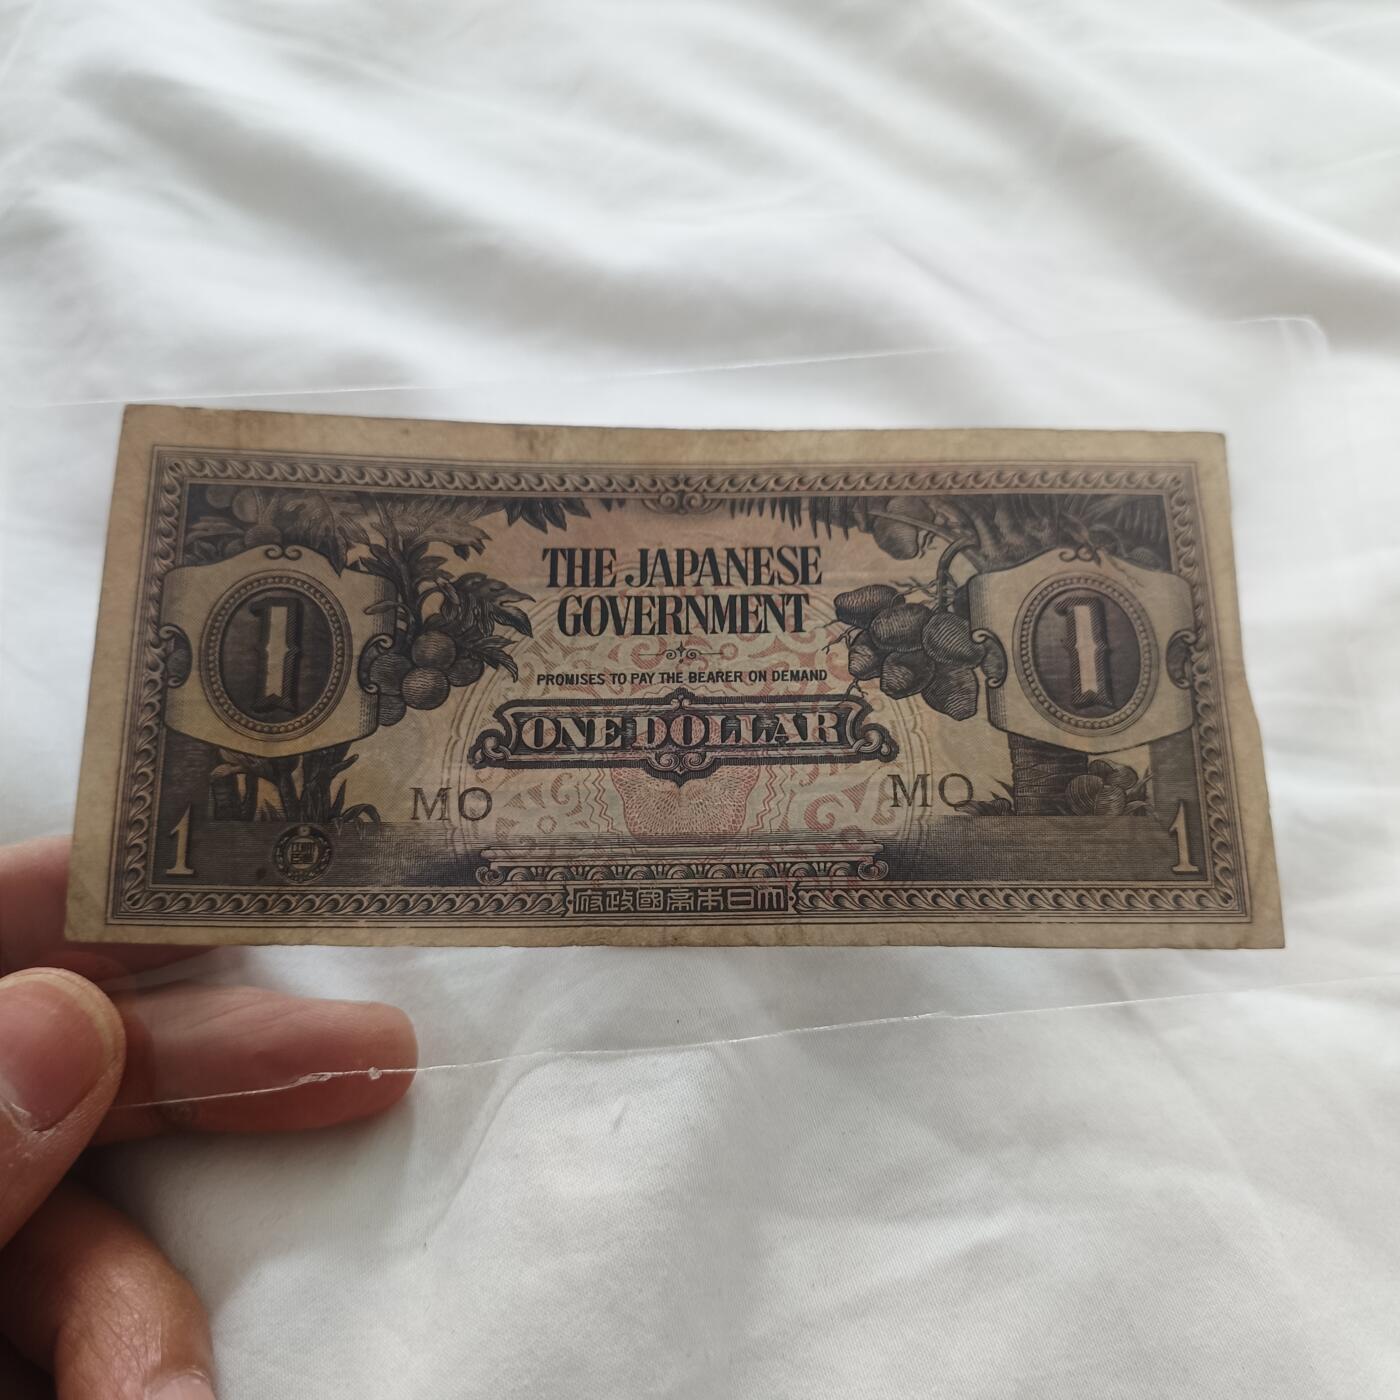 THE JAPANESE
GOVERNMENT
PROMISES TO PAY THE BEARER ON DEMAND
ONE DOLLAR
1
1
MO
MO
1
1
府政國帝本日大